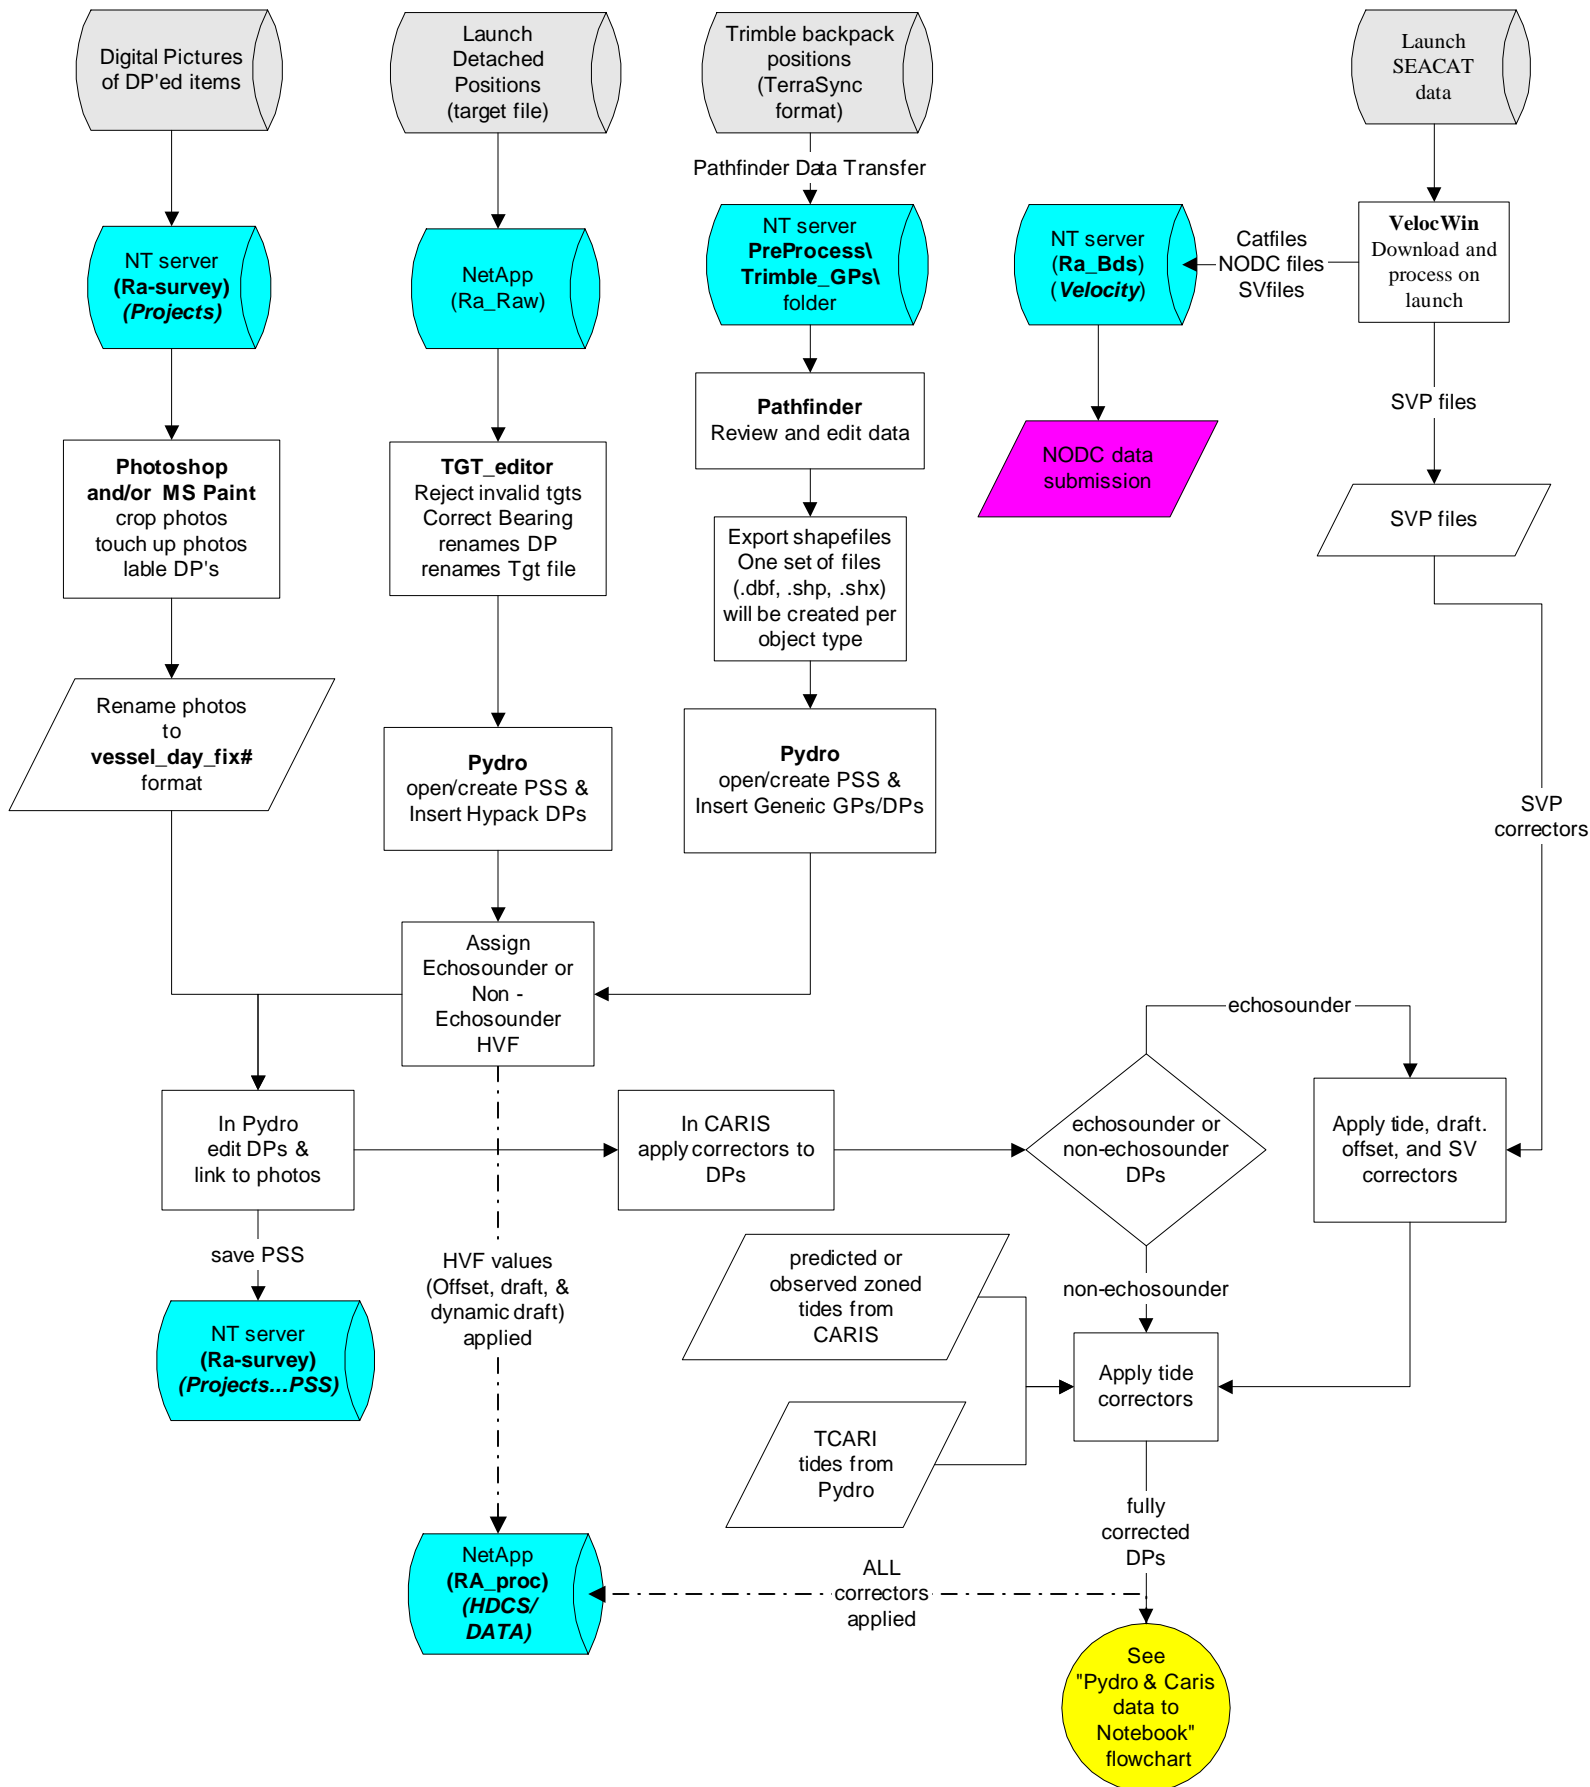 Digital Pictures
of DP'ed items
Launch
Detached
Positions
(target file)
Trimble backpack
positions
(TerraSync
format)
Launch
SEACAT
data
Pathfinder Data Transfer
NT server
(Ra-survey)
(Projects)
NetApp
(Ra_Raw)
NT server
PreProcess\
Trimble_GPs\
folder
NT server
(Ra_Bds)
(Velocity)
Catfiles
NODC files
SVfiles
VelocWin
Download and
process on
launch
Photoshop
and/or MS Paint
crop photos
touch up photos
lable DP's
TGT_editor
Reject invalid tgts
Correct Bearing
renames DP
renames Tgt file
Pathfinder
Review and edit data
NODC data
submission
SVP files
SVP files
Export shapefiles
One set of files
(.dbf, .shp, .shx)
will be created per
object type
Rename photos
to
vessel_day_fix#
format
Pydro
open/create PSS &
Insert Hypack DPs
Pydro
open/create PSS &
Insert Generic GPs/DPs
SVP
correctors
Assign
Echosounder or
Non -
Echosounder
HVF
echosounder
In Pydro
edit DPs &
link to photos
In CARIS
apply correctors to
DPs
echosounder or
non-echosounder
DPs
Apply tide, draft.
offset, and SV
correctors
save PSS
HVF values
(Offset, draft, &
dynamic draft)
applied
predicted or
observed zoned
tides from
CARIS
non-echosounder
NT server
(Ra-survey)
(Projects...PSS)
Apply tide
correctors
TCARI
tides from
Pydro
fully
corrected
DPs
NetApp
(RA_proc)
(HDCS/
DATA)
ALL
correctors
applied
See
"Pydro & Caris
data to
Notebook"
flowchart